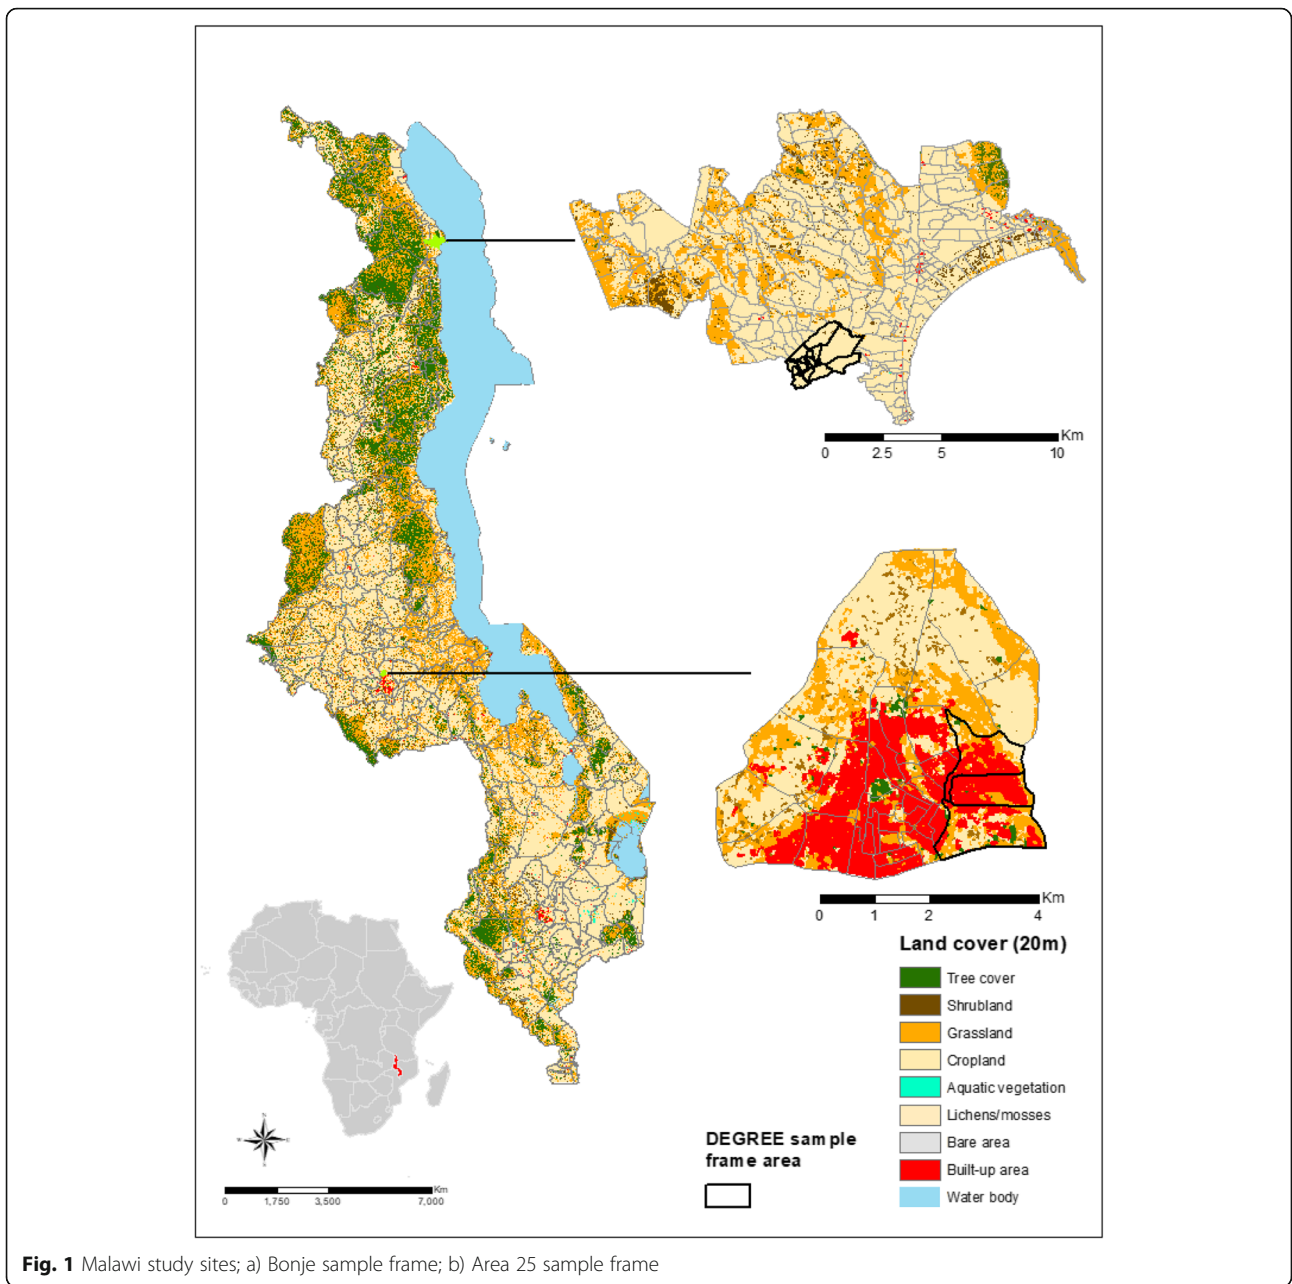 Km
0 2.5 5 10
Km
0 1 2 4
Land cover (20m)
Tree cover
Shrubland
Grassland
Cropland
Aquatic vegetation
Lichens/mosses
Bare area
Built-up area
Water body
DEGREE sample
frame area
N
W E
S
Km
0 1,750 3,500 7,000
Fig. 1 Malawi study sites; a) Bonje sample frame; b) Area 25 sample frame